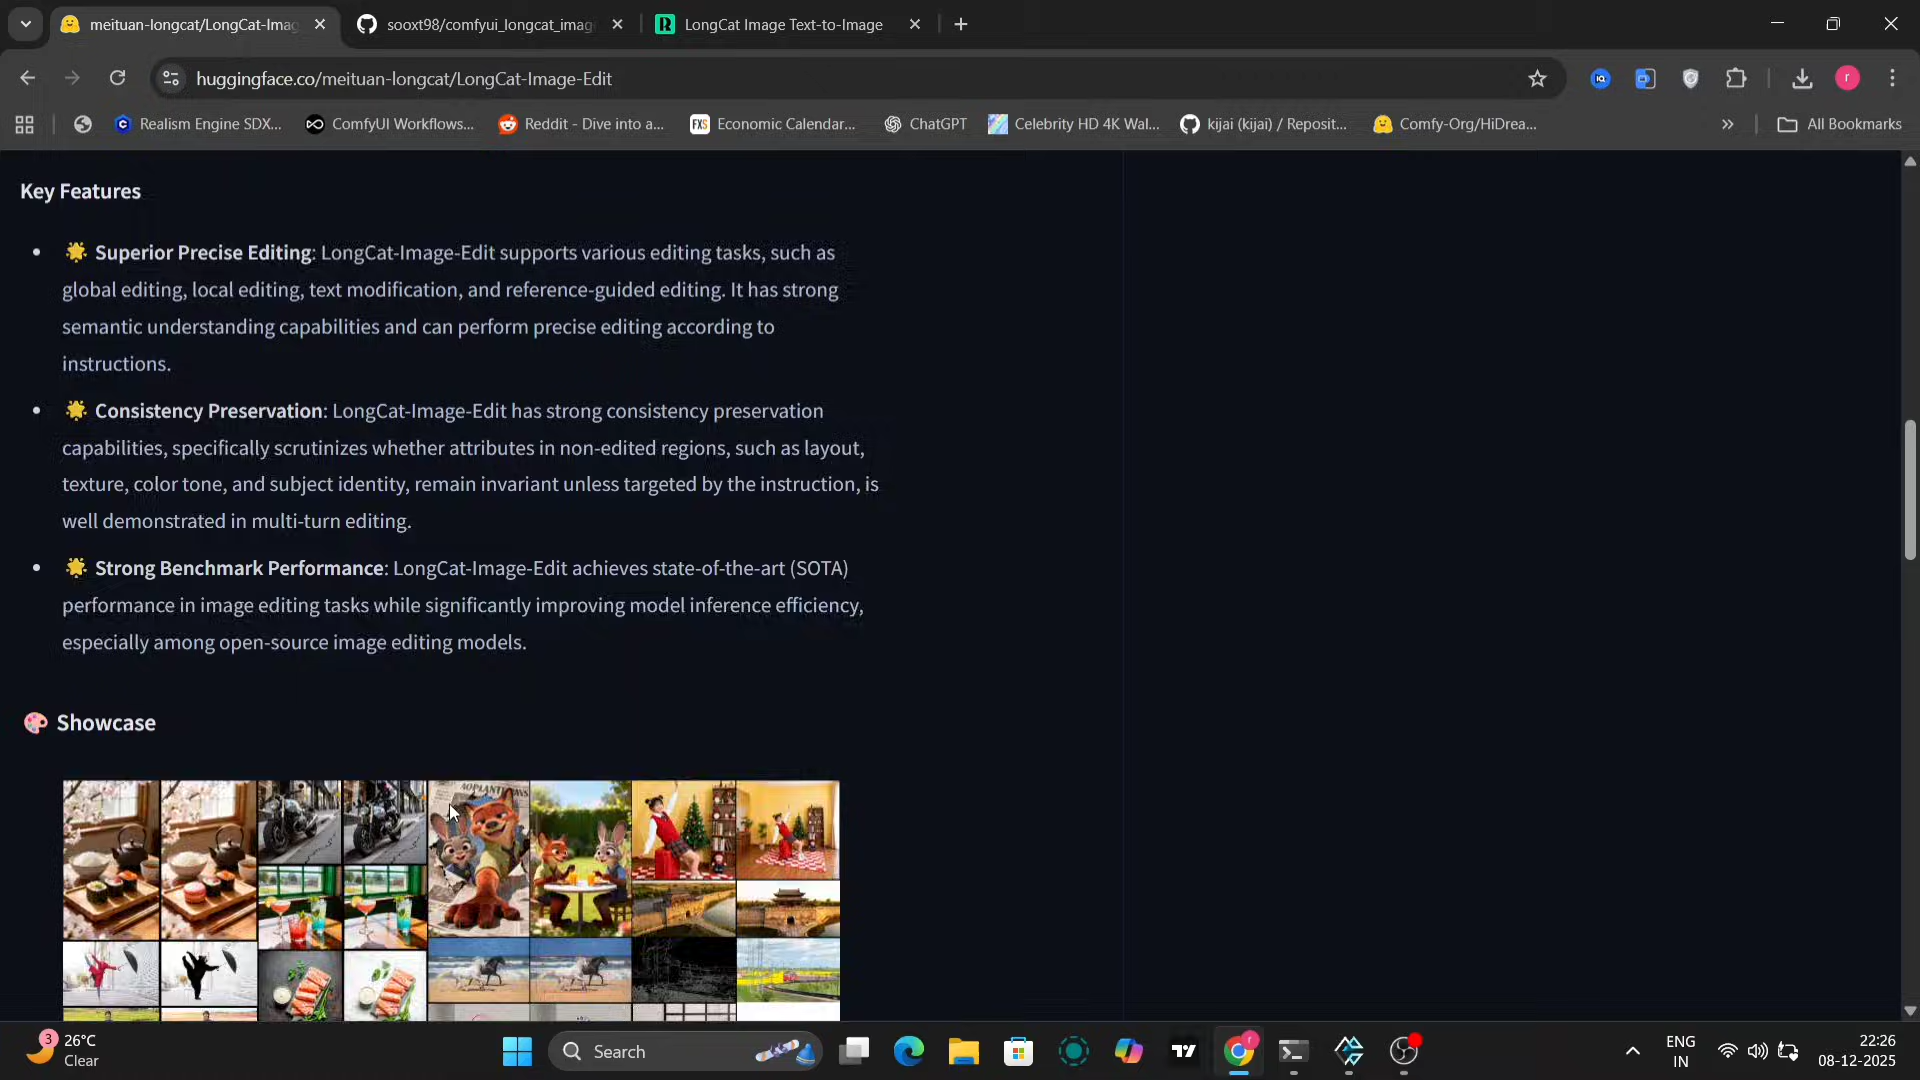 meituan-longcat/LongCat-Imag
sooxt98/comfyui_longcat_imag
LongCat Image Text-to-Image
huggingface.co/meituan-longcat/LongCat-Image-Edit
r
Realism Engine SDX...
ComfyUI Workflows...
Reddit - Dive into a...
FXS
Economic Calendar...
ChatGPT
Celebrity HD 4K Wal...
kijai (kijai) / Reposit...
Comfy-Org/HiDrea...
All Bookmarks
Key Features
🌟 Superior Precise Editing: LongCat-Image-Edit supports various editing tasks, such as
global editing, local editing, text modification, and reference-guided editing. It has strong
semantic understanding capabilities and can perform precise editing according to
instructions.
🌟 Consistency Preservation: LongCat-Image-Edit has strong consistency preservation
capabilities, specifically scrutinizes whether attributes in non-edited regions, such as layout,
texture, color tone, and subject identity, remain invariant unless targeted by the instruction, is
well demonstrated in multi-turn editing.
🌟 Strong Benchmark Performance: LongCat-Image-Edit achieves state-of-the-art (SOTA)
performance in image editing tasks while significantly improving model inference efficiency,
especially among open-source image editing models.
🎨 Showcase
3
26°C
Clear
Search
ENG
IN
22:26
08-12-2025